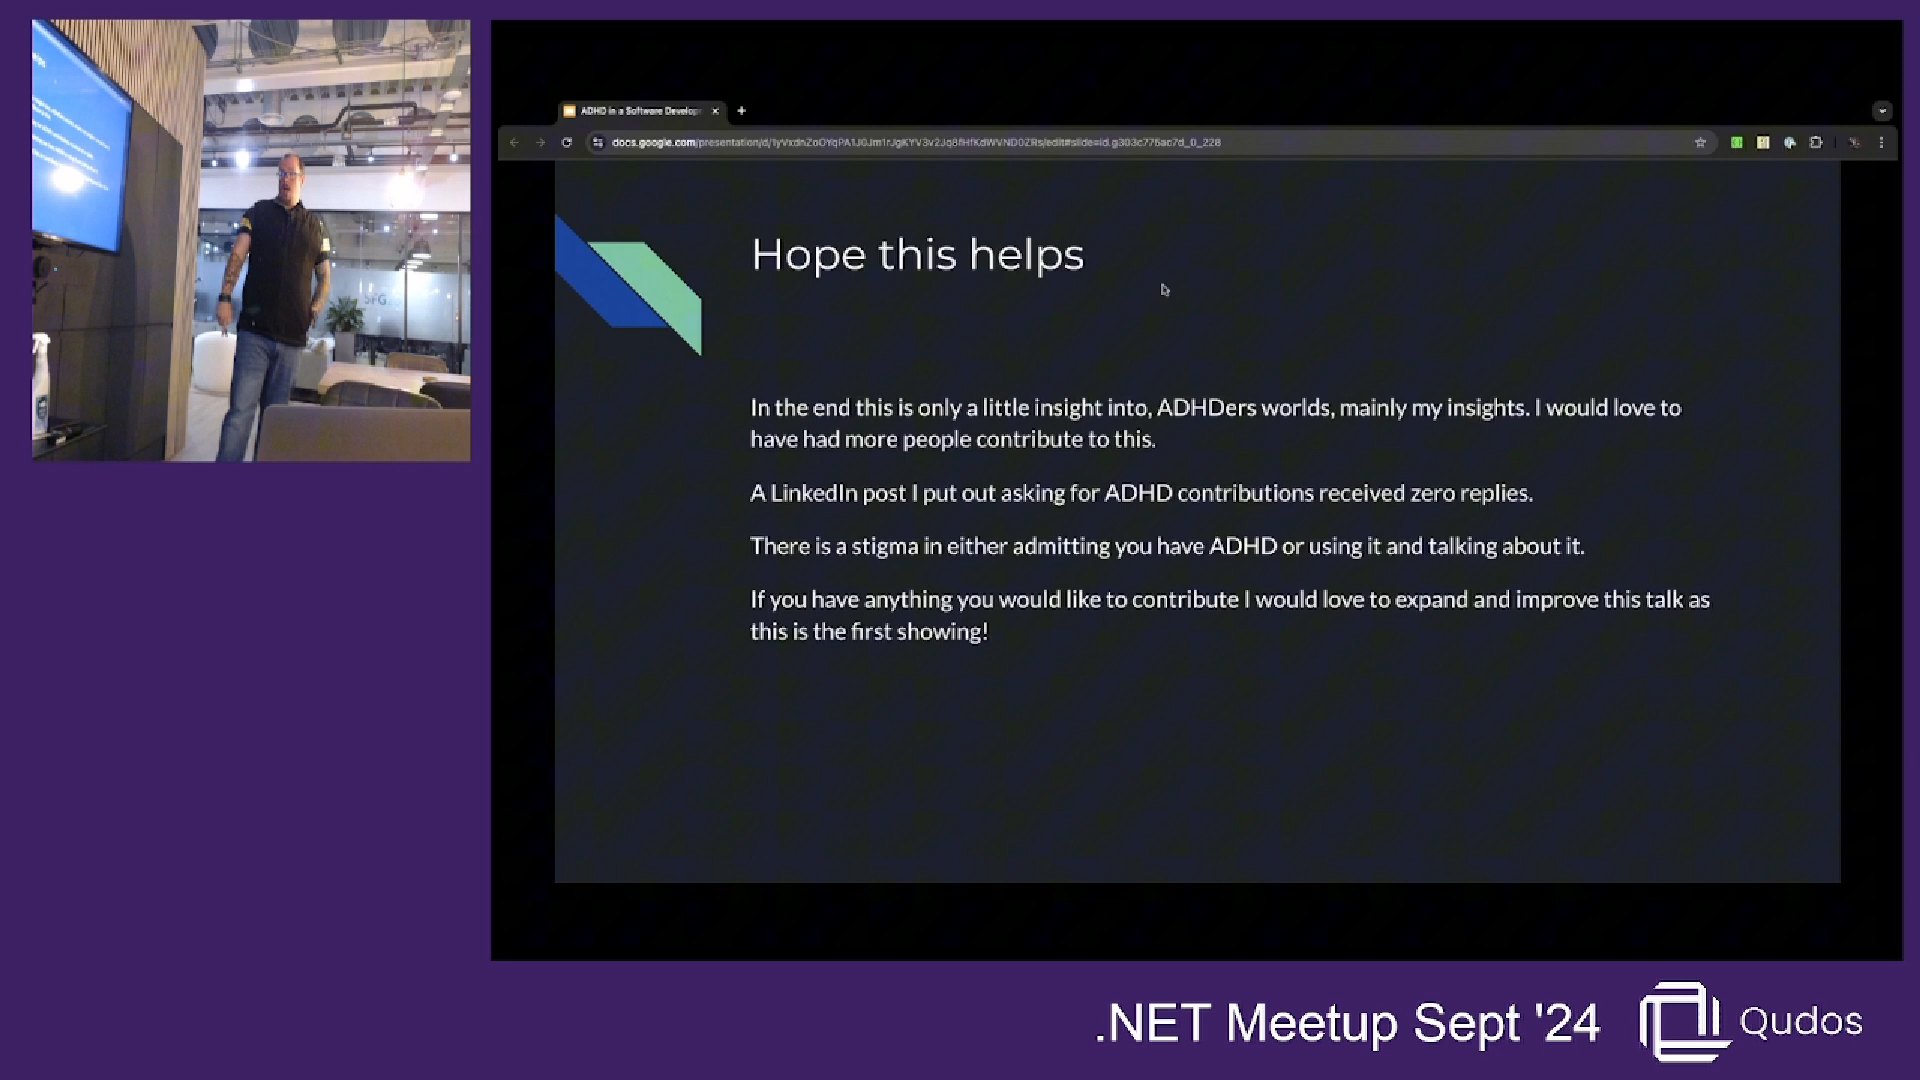 ADHD in a Software Develop
docs.google.com
Hope this helps
In the end this is only a little insight into, ADHDers worlds, mainly my insights. I would love to
have had more people contribute to this.
A LinkedIn post I put out asking for ADHD contributions received zero replies.
There is a stigma in either admitting you have ADHD or using it and talking about it.
If you have anything you would like to contribute I would love to expand and improve this talk as
this is the first showing!
.NET Meetup Sept '24
Qudos